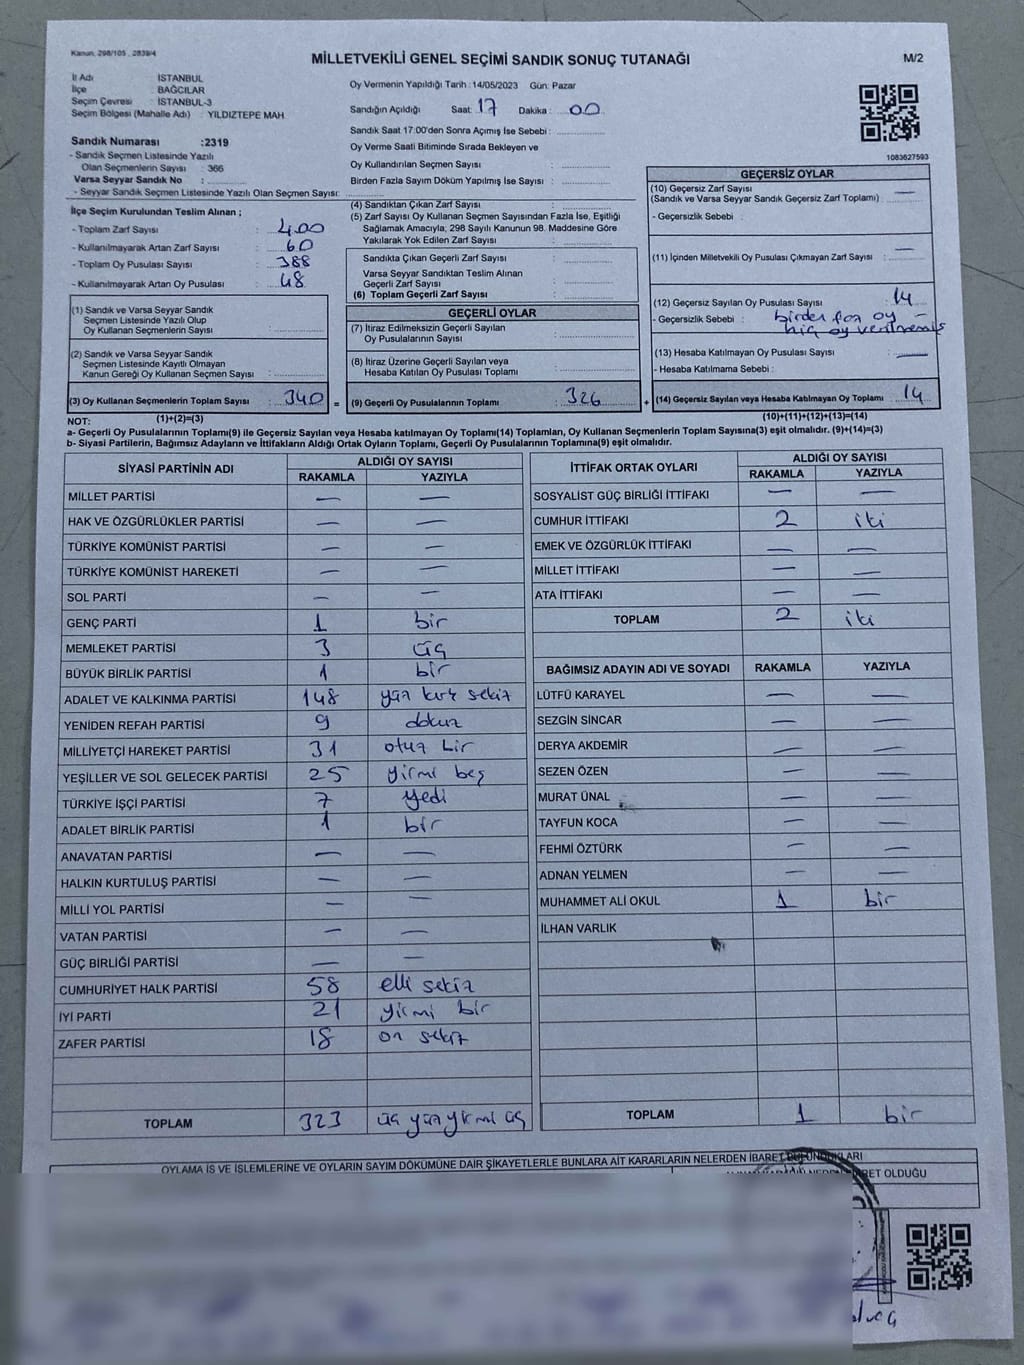 Kanun. 298/105 . 2839/4
MİLLETVEKİLİ GENEL SEÇİMİ SANDIK SONUÇ TUTANAĞI
M/2
İl Adı : İSTANBUL
İlçe : BAĞCILAR
Seçim Çevresi : İSTANBUL-3
Seçim Bölgesi (Mahalle Adı) : YILDIZTEPE MAH
Sandık Numarası :2319
- Sandık Seçmen Listesinde Yazılı
Olan Seçmenlerin Sayısı : 366
Varsa Seyyar Sandık No :
- Seyyar Sandık Seçmen Listesinde Yazılı Olan Seçmen Sayısı:
Oy Vermenin Yapıldığı Tarih : 14/05/2023 Gün: Pazar
Sandığın Açıldığı Saat: 17 Dakika : 00
Sandık Saat 17:00'den Sonra Açımış İse Sebebi :
Oy Verme Saati Bitiminde Sırada Bekleyen ve
Oy Kullandırılan Seçmen Sayısı :
Birden Fazla Sayım Döküm Yapılmış İse Sayısı :
1083627593
İlçe Seçim Kurulundan Teslim Alınan ;
- Toplam Zarf Sayısı : 400
- Kullanılmayarak Artan Zarf Sayısı : 60
- Toplam Oy Pusulası Sayısı : 388
- Kullanılmayarak Artan Oy Pusulası : 48
(4) Sandıktan Çıkan Zarf Sayısı :
(5) Zarf Sayısı Oy Kullanan Seçmen Sayısından Fazla İse, Eşitliği
Sağlamak Amacıyla, 298 Sayılı Kanunun 98. Maddesine Göre
Yakılarak Yok Edilen Zarf Sayısı :
Sandıkta Çıkan Geçerli Zarf Sayısı :
Varsa Seyyar Sandıktan Teslim Alınan
Geçerli Zarf Sayısı :
(6) Toplam Geçerli Zarf Sayısı :
GEÇERSİZ OYLAR
(10) Geçersiz Zarf Sayısı —
(Sandık ve Varsa Seyyar Sandık Geçersiz Zarf Toplamı) :
- Geçersizlik Sebebi :
(11) İçinden Milletvekili Oy Pusulası Çıkmayan Zarf Sayısı : —
(12) Geçersiz Sayılan Oy Pusulası Sayısı : 14
- Geçersizlik Sebebi : birden faz oy –
hiç oy verilmemiş
(13) Hesaba Katılmayan Oy Pusulası Sayısı : —
- Hesaba Katılmama Sebebi :
(14) Geçersiz Sayılan veya Hesaba Katılmayan Oy Toplamı 14
(1) Sandık ve Varsa Seyyar Sandık
Seçmen Listesinde Yazılı Olup
Oy Kullanan Seçmenlerin Sayısı :
(2) Sandık ve Varsa Seyyar Sandık
Seçmen Listesinde Kayıtlı Olmayan
Kanun Gereği Oy Kullanan Seçmen Sayısı :
(3) Oy Kullanan Seçmenlerin Toplam Sayısı : 340 =
(1)+(2)=(3)
GEÇERLİ OYLAR
(7) İtiraz Edilmeksizin Geçerli Sayılan
Oy Pusulalarının Sayısı :
(8) İtiraz Üzerine Geçerli Sayılan veya
Hesaba Katılan Oy Pusulası Toplamı :
(9) Geçerli Oy Pusulalarının Toplamı : 326 +
(10)+(11)+(12)+(13)=(14)
NOT:
a- Geçerli Oy Pusulalarının Toplamı(9) ile Geçersiz Sayılan veya Hesaba katılmayan Oy Toplamı(14) Toplamları, Oy Kullanan Seçmenlerin Toplam Sayısına(3) eşit olmalıdır. (9)+(14)=(3)
b- Siyasi Partilerin, Bağımsız Adayların ve İttifakların Aldığı Ortak Oyların Toplamı, Geçerli Oy Pusulalarının Toplamına(9) eşit olmalıdır.
SİYASİ PARTİNİN ADI ALDIĞI OY SAYISI
RAKAMLA YAZIYLA
MİLLET PARTİSİ — —
HAK VE ÖZGÜRLÜKLER PARTİSİ — —
TÜRKİYE KOMÜNİST PARTİSİ — —
TÜRKİYE KOMÜNİST HAREKETİ — —
SOL PARTİ — —
GENÇ PARTİ 1 bir
MEMLEKET PARTİSİ 3 üç
BÜYÜK BİRLİK PARTİSİ 1 bir
ADALET VE KALKINMA PARTİSİ 148 yüz kırk sekiz
YENİDEN REFAH PARTİSİ 9 dokuz
MİLLİYETÇİ HAREKET PARTİSİ 31 otuz bir
YEŞİLLER VE SOL GELECEK PARTİSİ 25 yirmi beş
TÜRKİYE İŞÇİ PARTİSİ 7 yedi
ADALET BİRLİK PARTİSİ 1 bir
ANAVATAN PARTİSİ — —
HALKIN KURTULUŞ PARTİSİ — —
MİLLİ YOL PARTİSİ — —
VATAN PARTİSİ — —
GÜÇ BİRLİĞİ PARTİSİ — —
CUMHURİYET HALK PARTİSİ 58 elli sekiz
İYİ PARTİ 21 yirmi bir
ZAFER PARTİSİ 18 on sekiz
TOPLAM 323 üç yüz yirmi üç
İTTİFAK ORTAK OYLARI ALDIĞI OY SAYISI
RAKAMLA YAZIYLA
SOSYALİST GÜÇ BİRLİĞİ İTTİFAKI — —
CUMHUR İTTİFAKI 2 iki
EMEK VE ÖZGÜRLÜK İTTİFAKI — —
MİLLET İTTİFAKI — —
ATA İTTİFAKI — —
TOPLAM 2 iki
BAĞIMSIZ ADAYIN ADI VE SOYADI RAKAMLA YAZIYLA
LÜTFÜ KARAYEL — —
SEZGİN SİNCAR — —
DERYA AKDEMİR — —
SEZEN ÖZEN — —
MURAT ÜNAL — —
TAYFUN KOCA — —
FEHMİ ÖZTÜRK — —
ADNAN YELMEN — —
MUHAMMET ALİ OKUL 1 bir
İLHAN VARLIK
TOPLAM 1 bir
OYLAMA İŞ VE İŞLEMLERİNE VE OYLARIN SAYIM DÖKÜMÜNE DAİR ŞİKAYETLERLE BUNLARA AİT KARARLARIN NELERDEN İBARET BULUNDUKLARI
NEDEN İBARET OLDUĞU